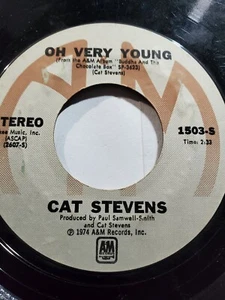 OH VERY YOUNG
(From the A&M Album "Buddha And The
Chocolate Box" SP-3623)
(Cat Stevens)
STEREO
Music, Inc.
(ASCAP)
(2607-S)
1503-S
Time: 2:33
CAT STEVENS
Produced by Paul Samwell-Smith
and Cat Stevens
℗ 1974 A&M Records, Inc.
A&M
RECORDS